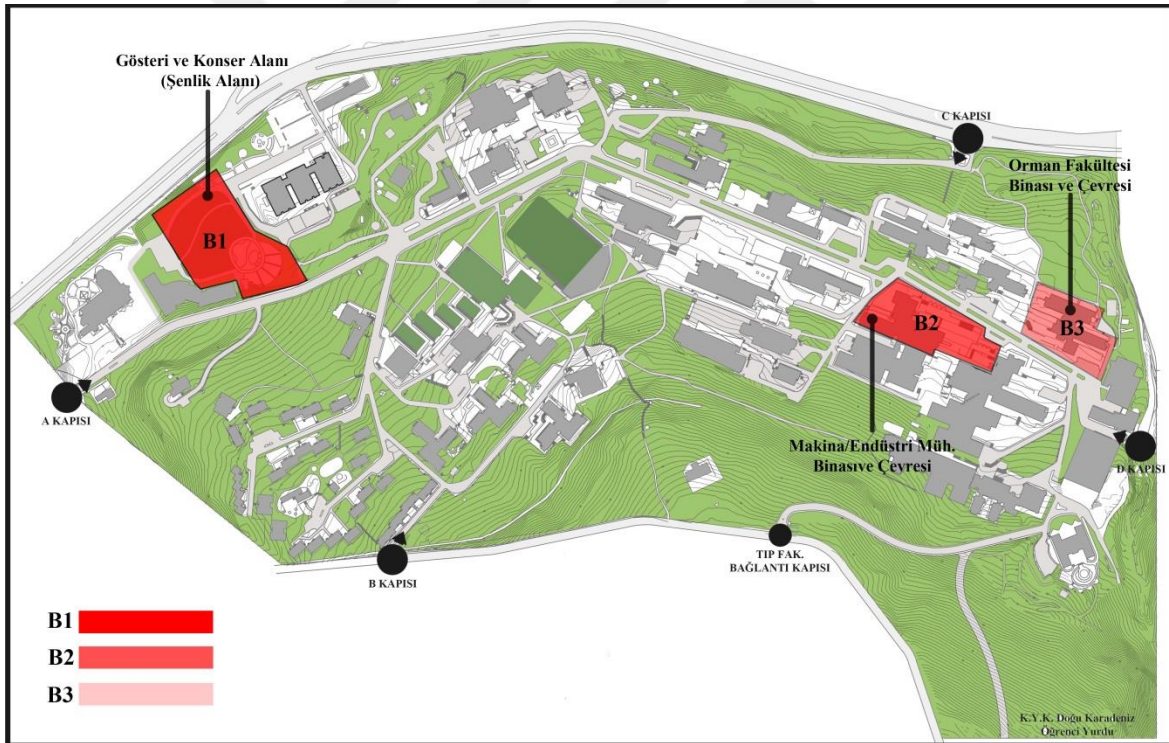 Gösteri ve Konser Alanı
(Şenlik Alanı)
C KAPISI
Orman Fakültesi
Binası ve Çevresi
B1
B2
B3
A KAPISI
Makina/Endüstri Müh.
Binasıve Çevresi
D KAPISI
B KAPISI
TIP FAK.
BAĞLANTI KAPISI
B1
B2
B3
K.Y.K. Doğu Karadeniz
Öğrenci Yurdu